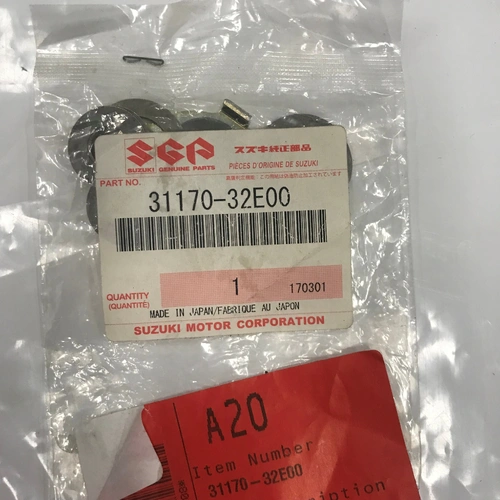 SGP スズキ純正部品
SUZUKI GENUINE PARTS PIÈCES D'ORIGINE DE SUZUKI
PART NO. 31170-32E00
QUANTITY
(QUANTITÉ) 1 170301
MADE IN JAPAN/FABRIQUE AU JAPON
SUZUKI MOTOR CORPORATION
A20
Item Number
31170-32E00